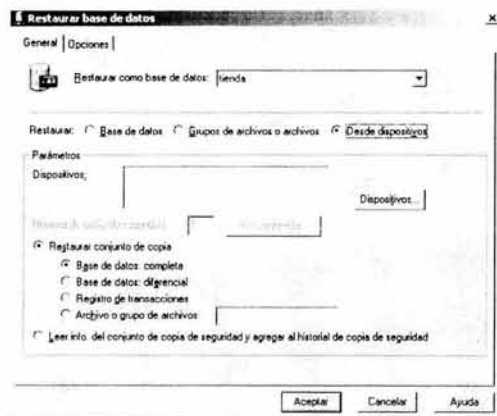 Restaurar base de datos
General Opciones
Restaurar como base de datos: tienda
Restaurar: Base de datos Grupos de archivos o archivos Desde dispositivos
Parámetros
Dispositivos:
Dispositivos...
Restaurar conjunto de copia
Base de datos: completa
Base de datos: diferencial
Registro de transacciones
Archivo o grupo de archivos
Leer info. del conjunto de copia de seguridad y agregar al historial de copia de seguridad
Aceptar Cancelar Ayuda